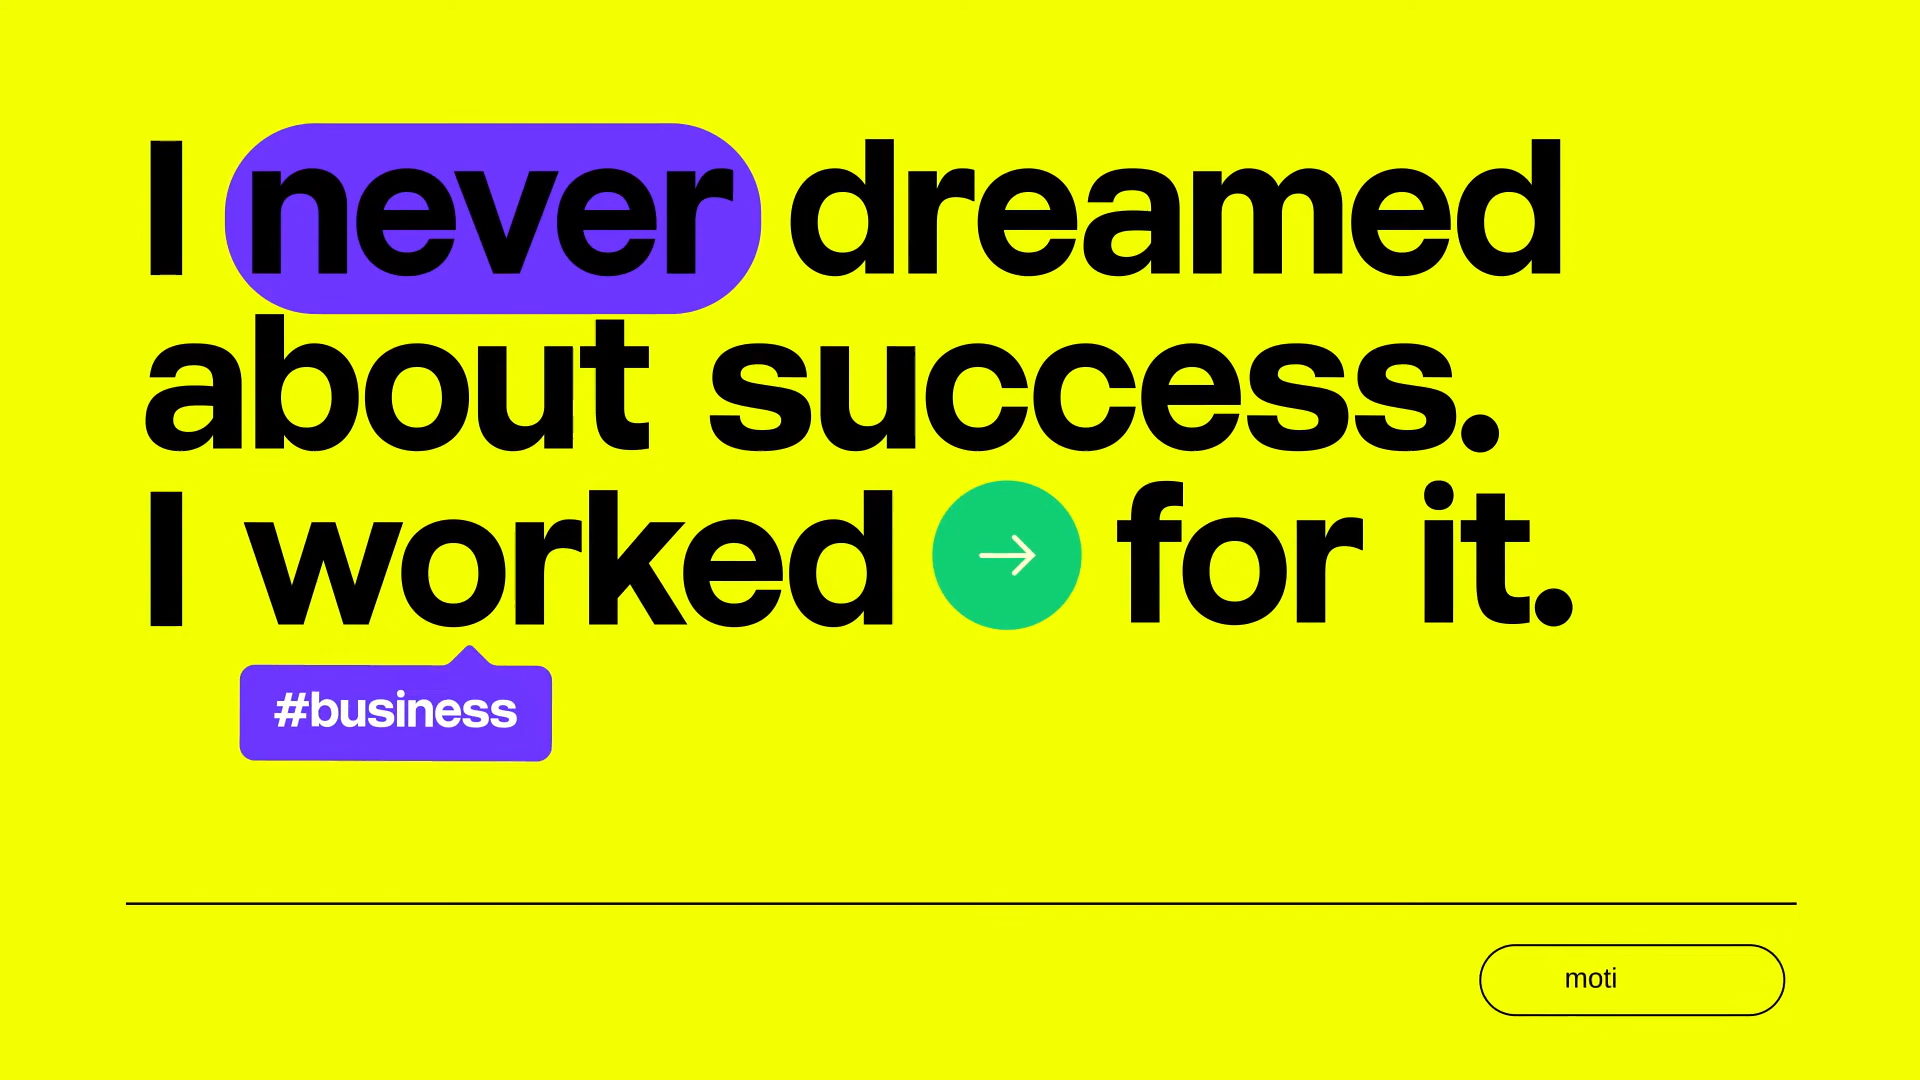 I never dreamed
about success.
I worked for it.
#business
moti